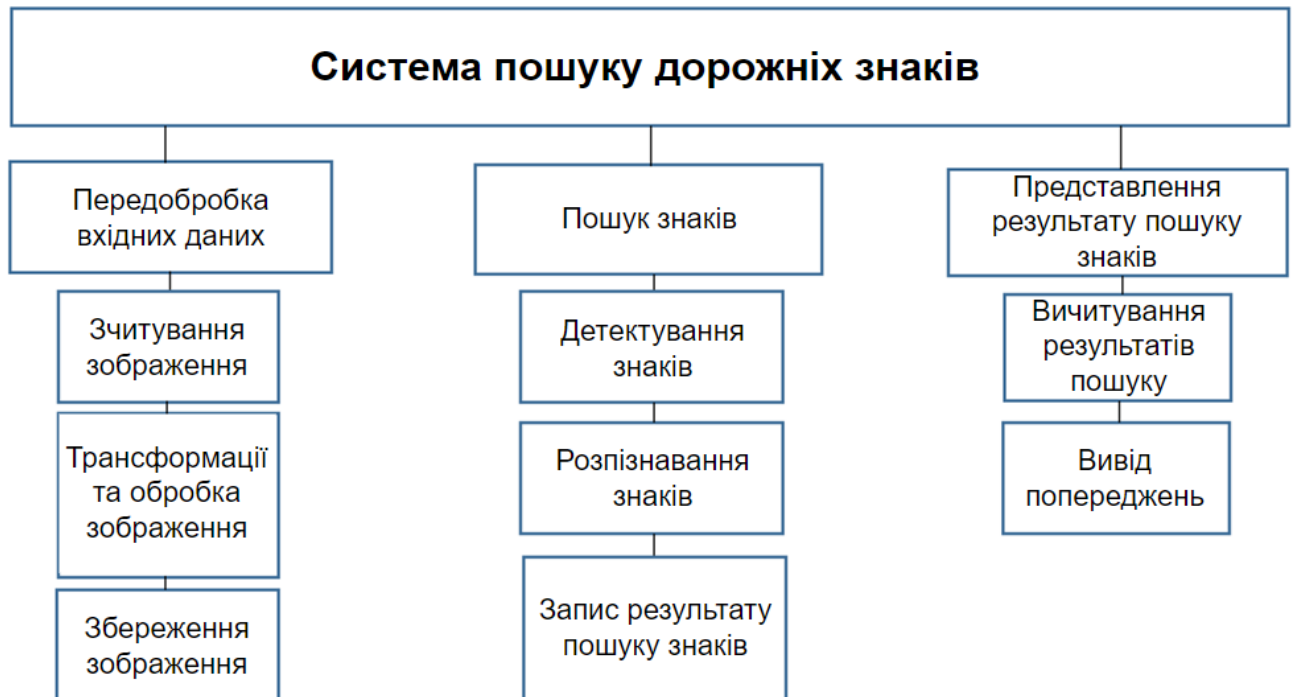 Система пошуку дорожніх знаків
Передобробка
вхідних даних
Зчитування
зображення
Трансформації
та обробка
зображення
Збереження
зображення
Пошук знаків
Детектування
знаків
Розпізнавання
знаків
Запис результату
пошуку знаків
Представлення
результату пошуку
знаків
Вичитування
результатів
пошуку
Вивід
попереджень